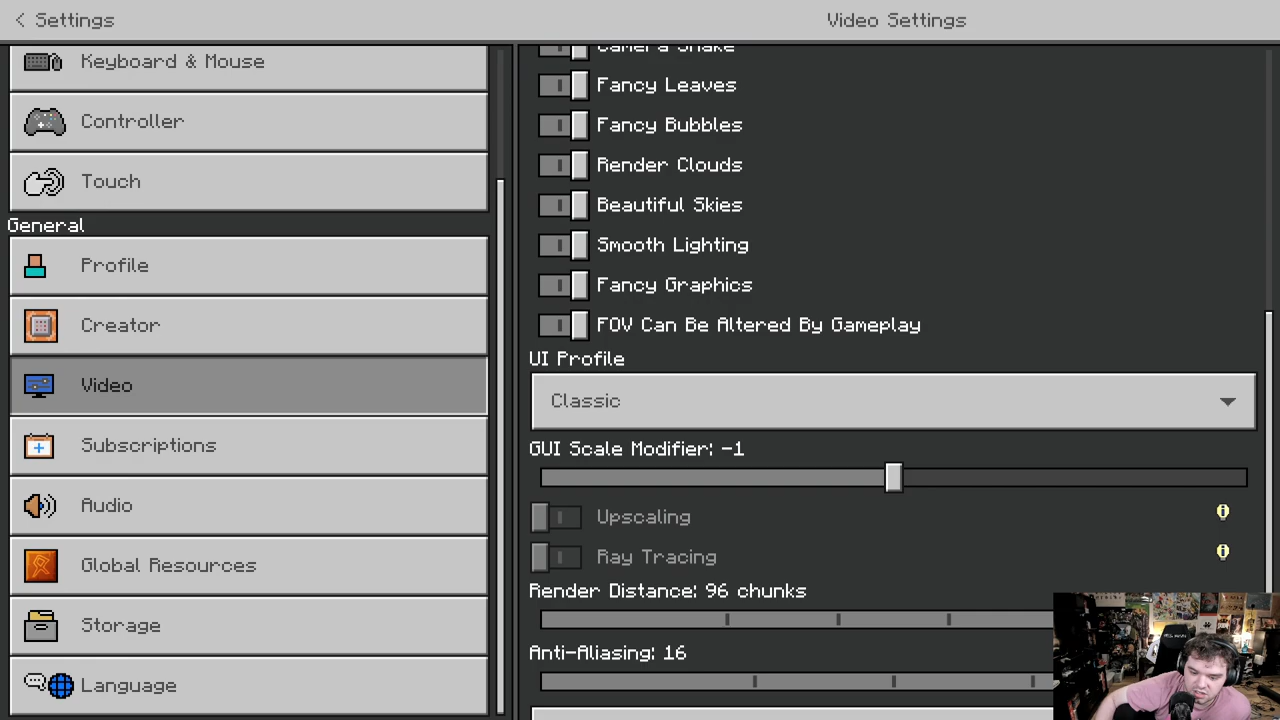 Settings
Video Settings
Keyboard & Mouse
Controller
Touch
General
Profile
Creator
Video
Subscriptions
Audio
Global Resources
Storage
Language
Camera Shake
Fancy Leaves
Fancy Bubbles
Render Clouds
Beautiful Skies
Smooth Lighting
Fancy Graphics
FOV Can Be Altered By Gameplay
UI Profile
Classic
GUI Scale Modifier: -1
Upscaling
Ray Tracing
Render Distance: 96 chunks
Anti-Aliasing: 16